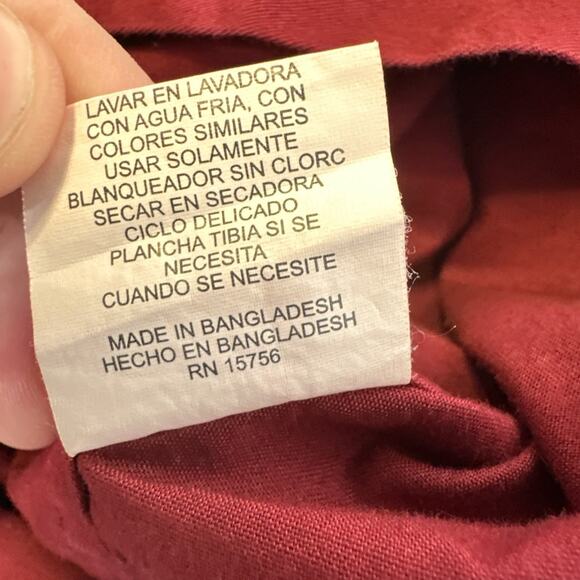 LAVAR EN LAVADORA
CON AGUA FRIA, CON
COLORES SIMILARES
USAR SOLAMENTE
BLANQUEADOR SIN CLORC
SECAR EN SECADORA
CICLO DELICADO
PLANCHA TIBIA SI SE
NECESITA
CUANDO SE NECESITE
MADE IN BANGLADESH
HECHO EN BANGLADESH
RN 15756